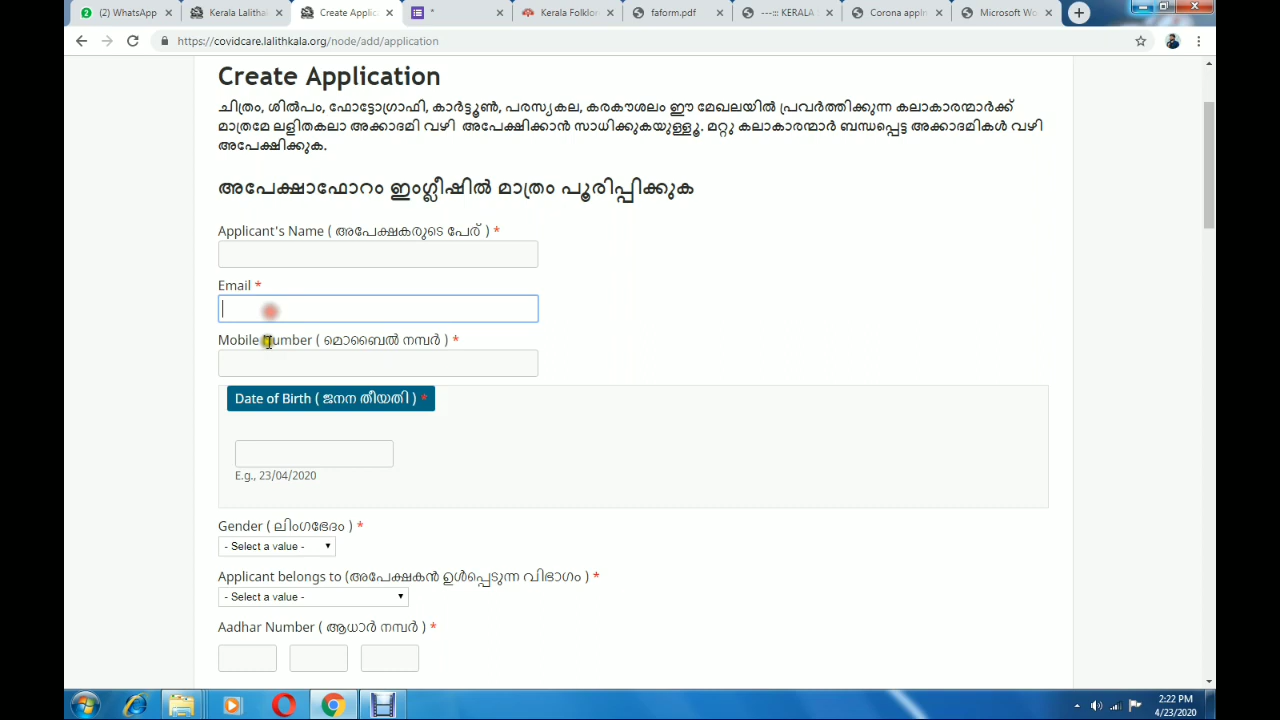 (2) WhatsApp
Kerala Lalithal
Create Applic
Kerala Folklor
faform.pdf
---::: KERALA
Corona appln
Microsoft Wo
https://covidcare.lalithkala.org/node/add/application
Create Application
ചിത്രം, ശിൽപം, ഫോട്ടോഗ്രാഫി, കാർട്ടൂൺ, പരസ്യകല, കരകൗശലം ഈ മേഖലയിൽ പ്രവർത്തിക്കുന്ന കലാകാരന്മാർക്ക്
മാത്രമേ ലളിതകലാ അക്കാദമി വഴി അപേക്ഷിക്കാൻ സാധിക്കുകയുള്ളൂ. മറ്റു കലാകാരന്മാർ ബന്ധപ്പെട്ട അക്കാദമികൾ വഴി
അപേക്ഷിക്കുക.
അപേക്ഷാഫോറം ഇംഗ്ലീഷിൽ മാത്രം പൂരിപ്പിക്കുക
Applicant's Name ( അപേക്ഷകരുടെ പേര് ) *
Email *
Mobile Number ( മൊബൈൽ നമ്പർ ) *
Date of Birth ( ജനന തീയതി ) *
E.g., 23/04/2020
Gender ( ലിംഗഭേദം ) *
- Select a value -
Applicant belongs to (അപേക്ഷകൻ ഉൾപ്പെടുന്ന വിഭാഗം ) *
- Select a value -
Aadhar Number ( ആധാർ നമ്പർ ) *
2:22 PM
4/23/2020